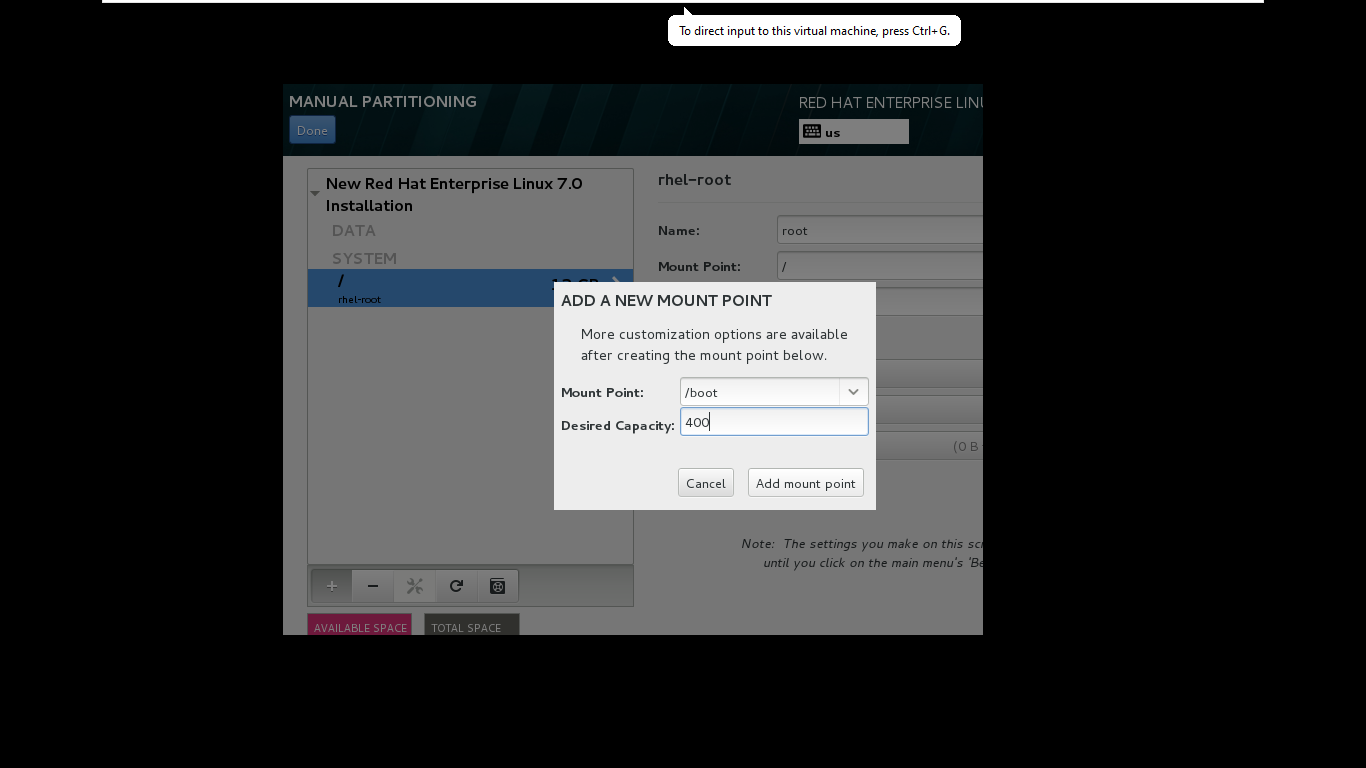 To direct input to this virtual machine, press Ctrl+G.
MANUAL PARTITIONING
Done
RED HAT ENTERPRISE LINU
us
New Red Hat Enterprise Linux 7.0
Installation
DATA
SYSTEM
/
rhel-root
rhel-root
Name:
root
Mount Point:
/
ADD A NEW MOUNT POINT
More customization options are available
after creating the mount point below.
Mount Point:
/boot
Desired Capacity:
400
Cancel
Add mount point
(0 B
Note: The settings you make on this scr
until you click on the main menu's 'Be
AVAILABLE SPACE
TOTAL SPACE